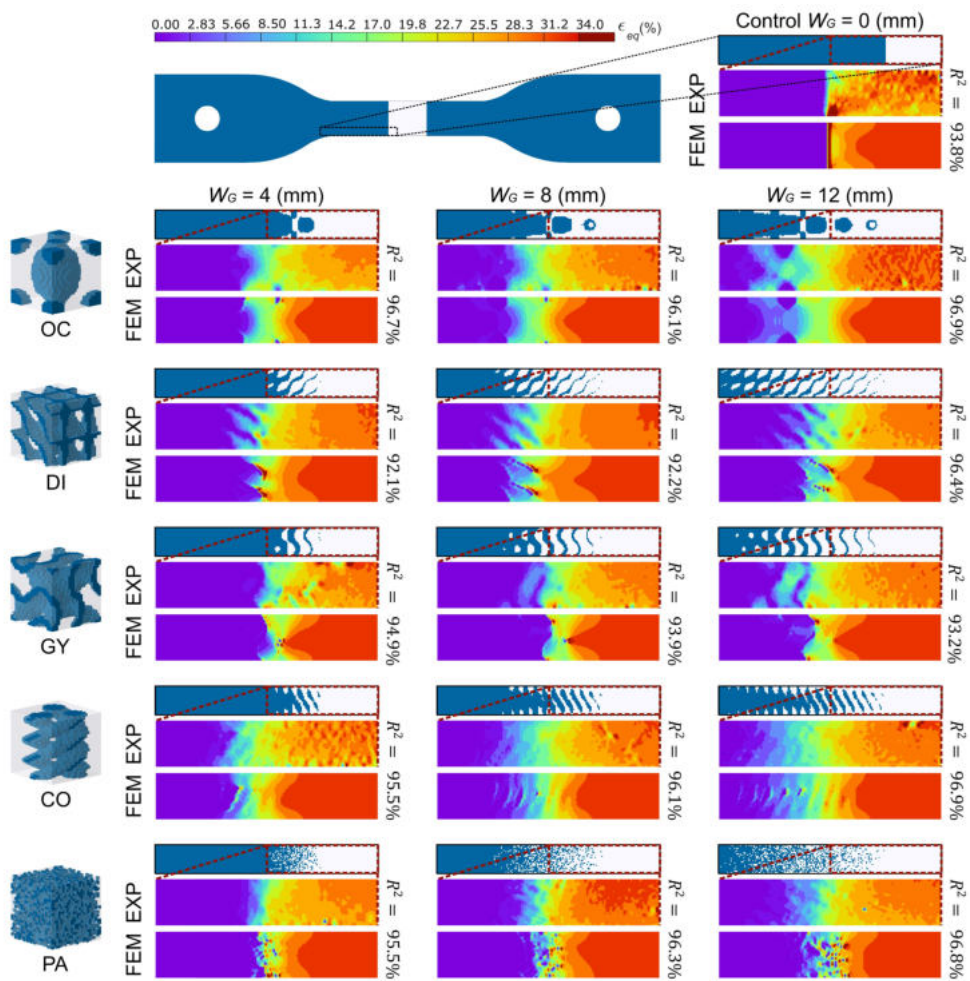 0.00 2.83 5.66 8.50 11.3 14.2 17.0 19.8 22.7 25.5 28.3 31.2 34.0 ϵeq(%)
Control WG = 0 (mm)
EXP
FEM
R² = 93.8%
WG = 4 (mm) WG = 8 (mm) WG = 12 (mm)
OC
EXP
FEM
R² = 96.7%
R² = 96.1%
R² = 96.9%
DI
EXP
FEM
R² = 92.1%
R² = 92.2%
R² = 96.4%
GY
EXP
FEM
R² = 94.9%
R² = 93.9%
R² = 93.2%
CO
EXP
FEM
R² = 95.5%
R² = 96.1%
R² = 96.9%
PA
EXP
FEM
R² = 95.5%
R² = 96.3%
R² = 96.8%